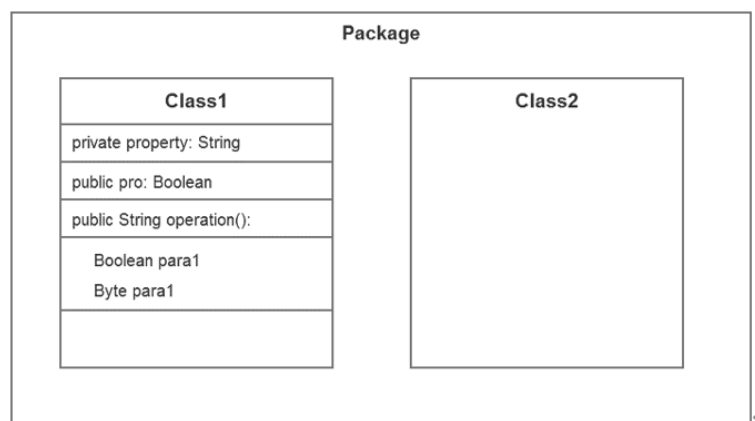 Package
Class1
private property: String
public pro: Boolean
public String operation():
Boolean para1
Byte para1
Class2